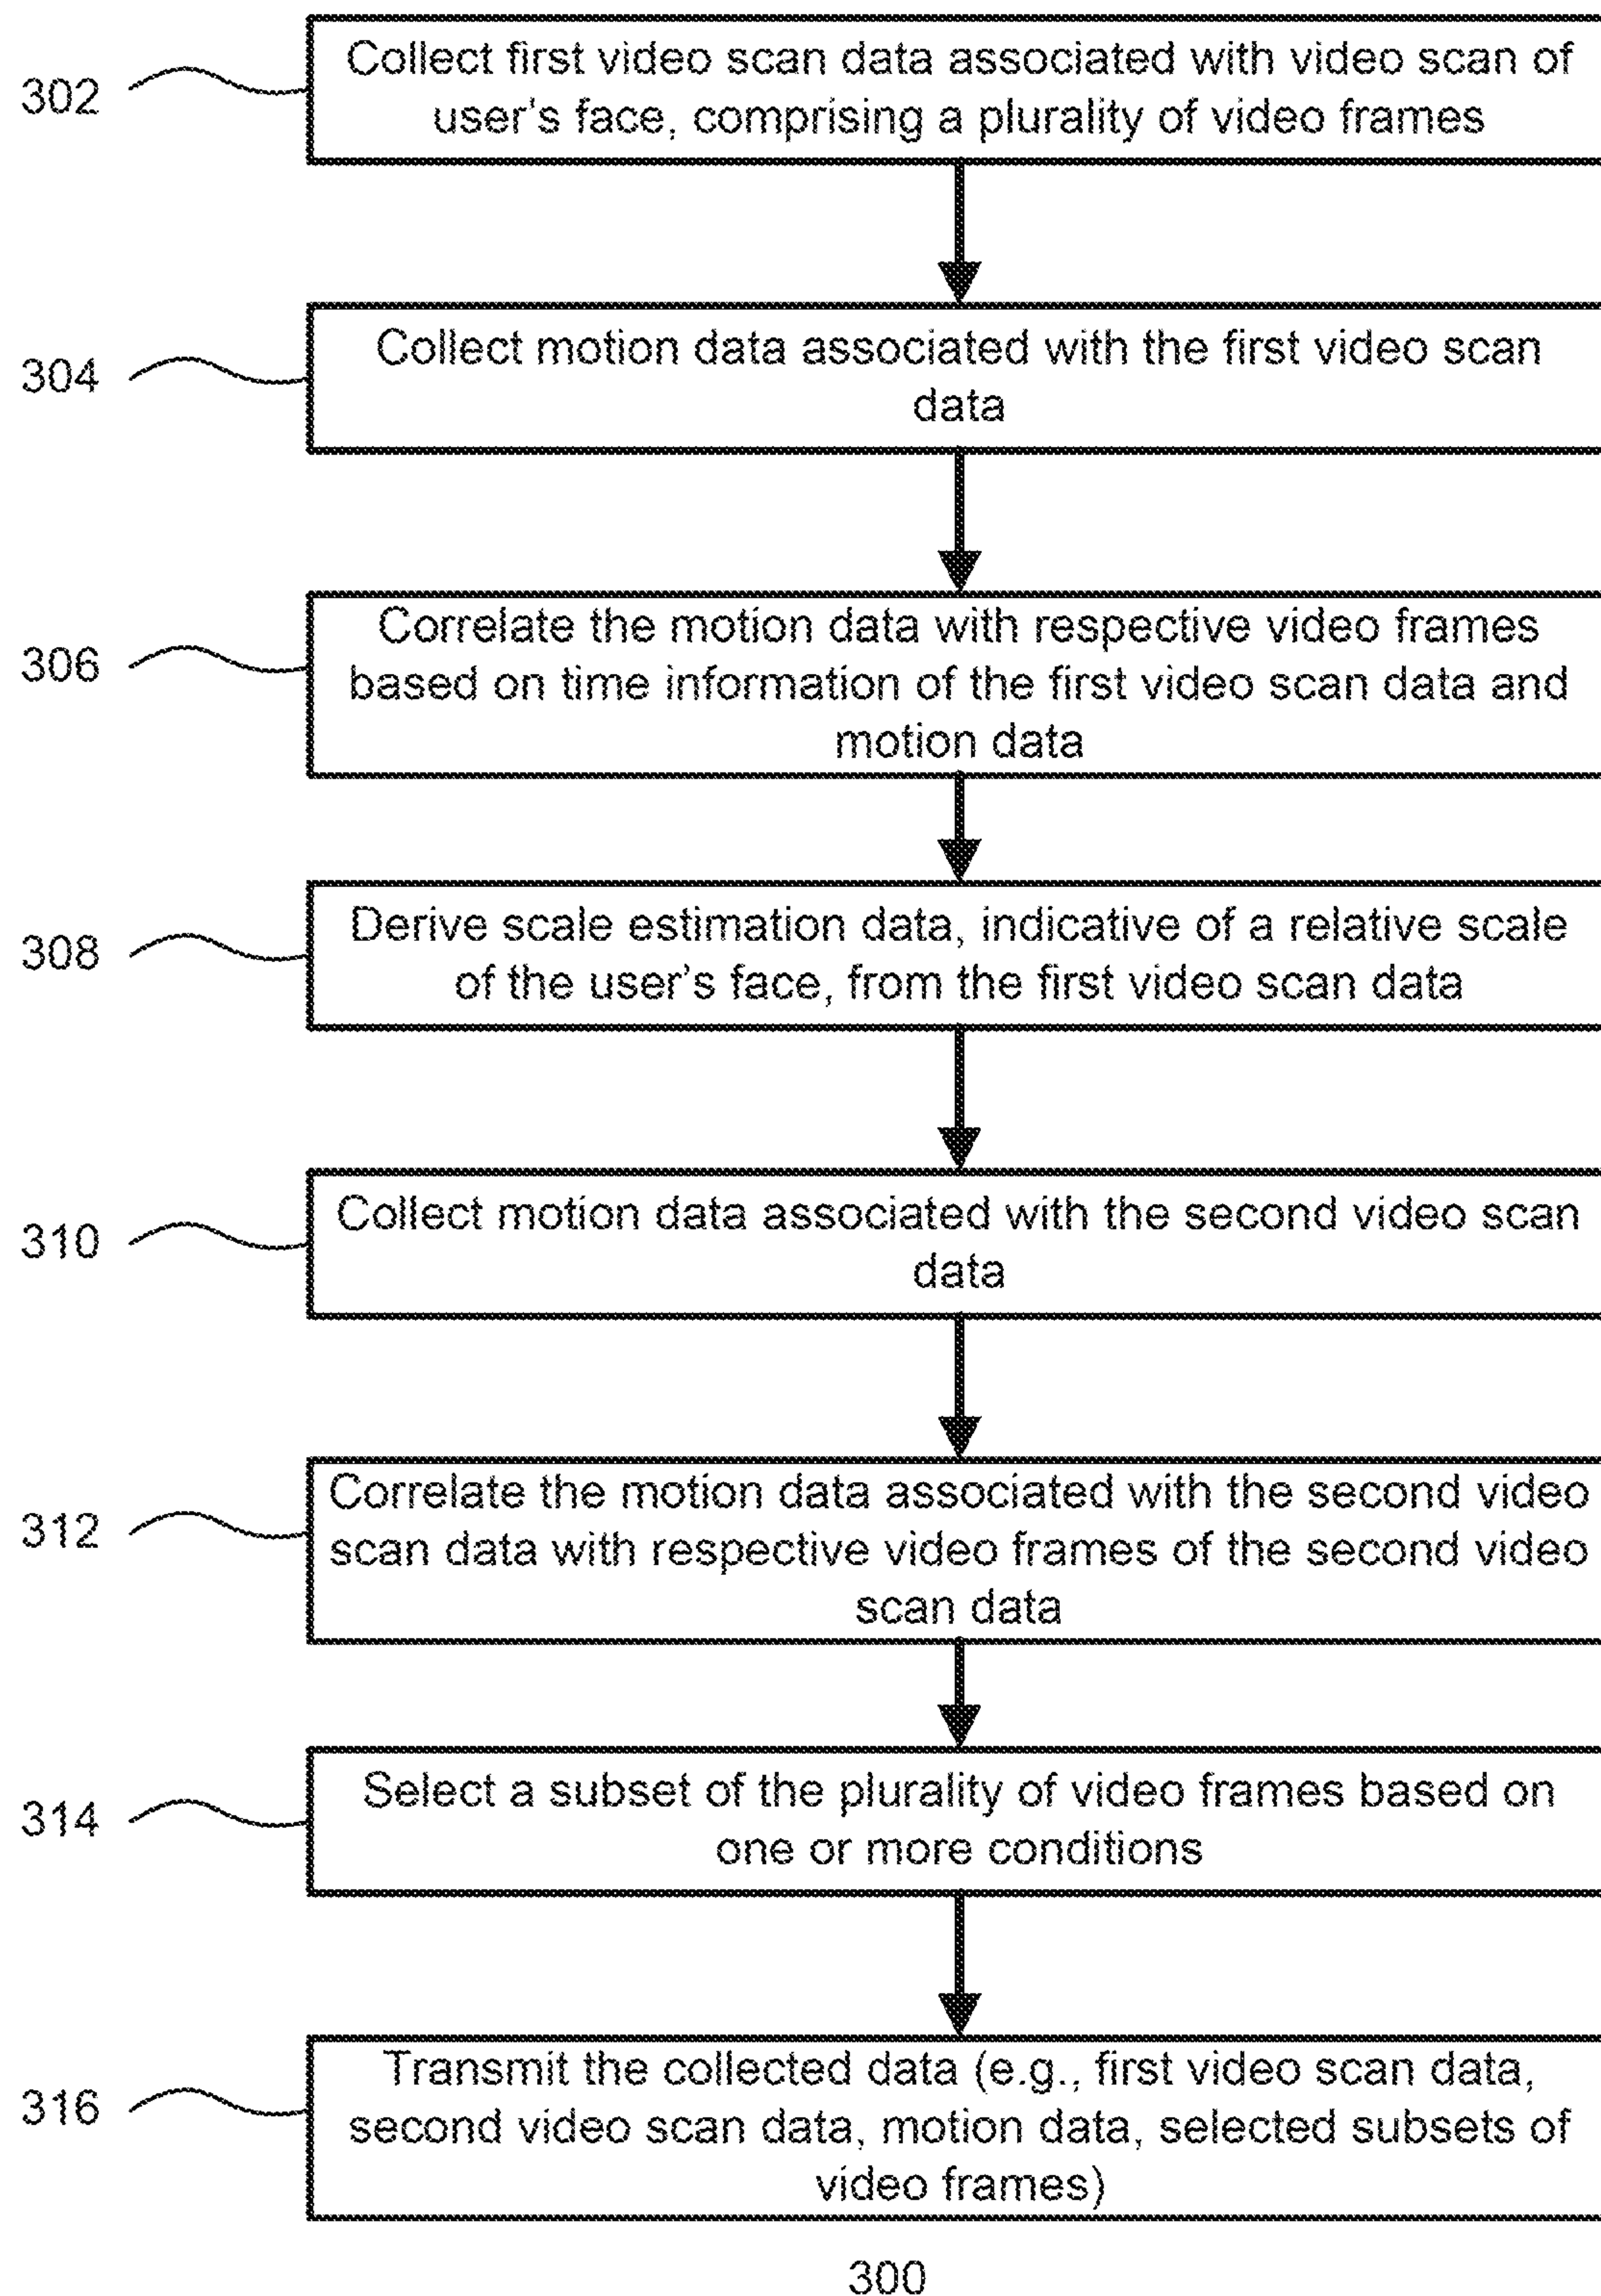 302
Collect first video scan data associated with video scan of
user's face, comprising a plurality of video frames
304
Collect motion data associated with the first video scan
data
306
Correlate the motion data with respective video frames
based on time information of the first video scan data and
motion data
308
Derive scale estimation data, indicative of a relative scale
of the user's face, from the first video scan data
310
Collect motion data associated with the second video scan
data
312
Correlate the motion data associated with the second video
scan data with respective video frames of the second video
scan data
314
Select a subset of the plurality of video frames based on
one or more conditions
316
Transmit the collected data (e.g., first video scan data,
second video scan data, motion data, selected subsets of
video frames)
300